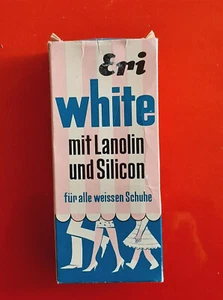 Eri
white
mit Lanolin
und Silicon
für alle weissen Schuhe